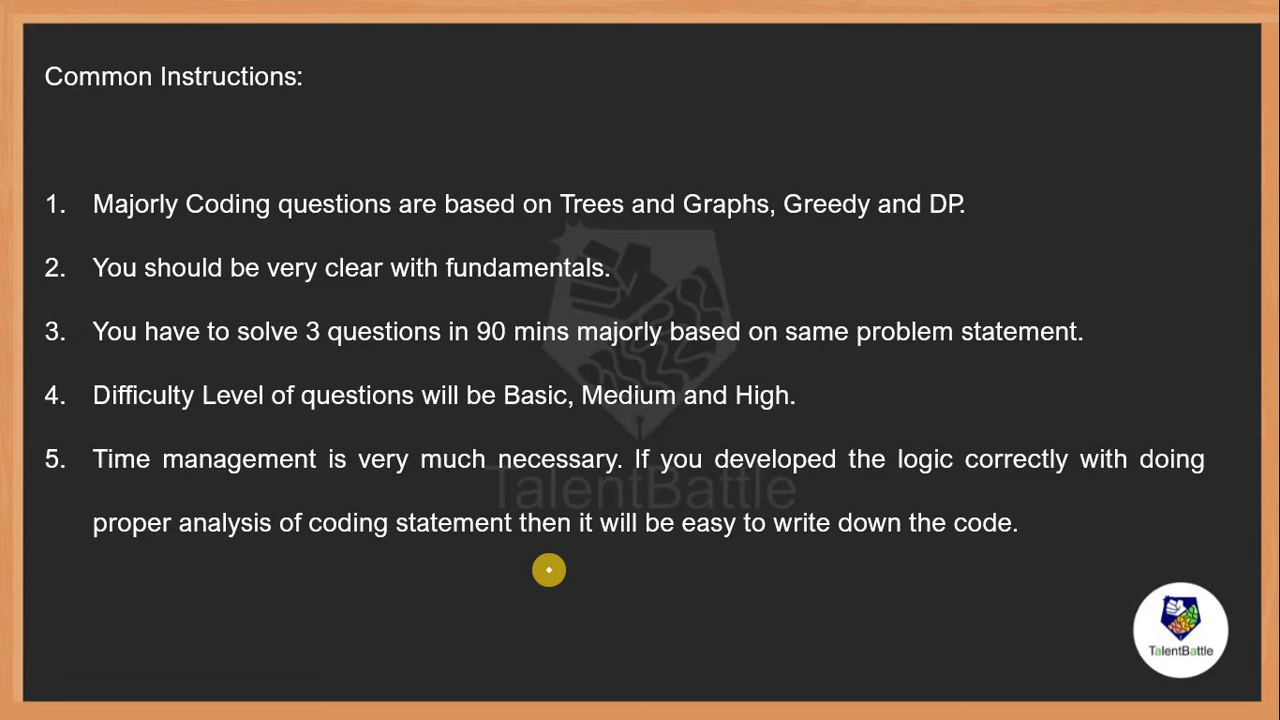 Common Instructions:
1. Majorly Coding questions are based on Trees and Graphs, Greedy and DP.
2. You should be very clear with fundamentals.
3. You have to solve 3 questions in 90 mins majorly based on same problem statement.
4. Difficulty Level of questions will be Basic, Medium and High.
5. Time management is very much necessary. If you developed the logic correctly with doing
proper analysis of coding statement then it will be easy to write down the code.
TalentBattle
TalentBattle